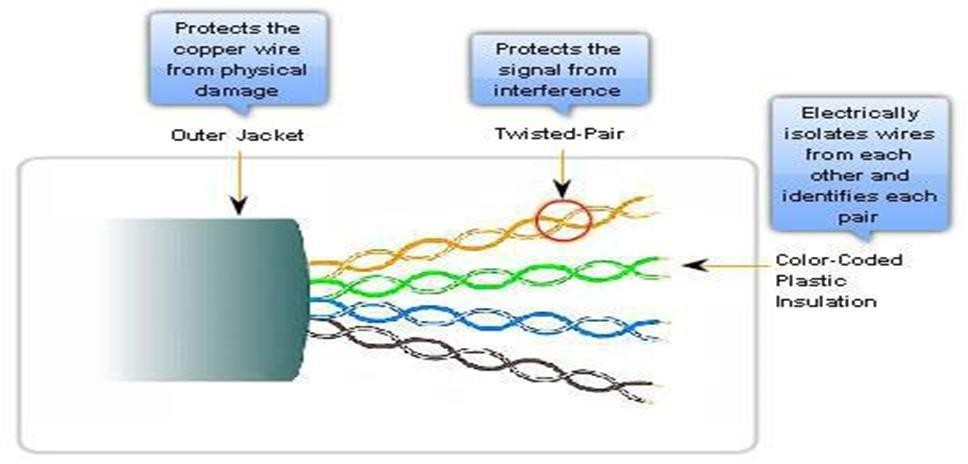 Protects the
copper wire
from physical
damage
Outer Jacket
Protects the
signal from
interference
Twisted-Pair
Electrically
isolates wires
from each
other and
identifies each
pair
Color-Coded
Plastic
Insulation